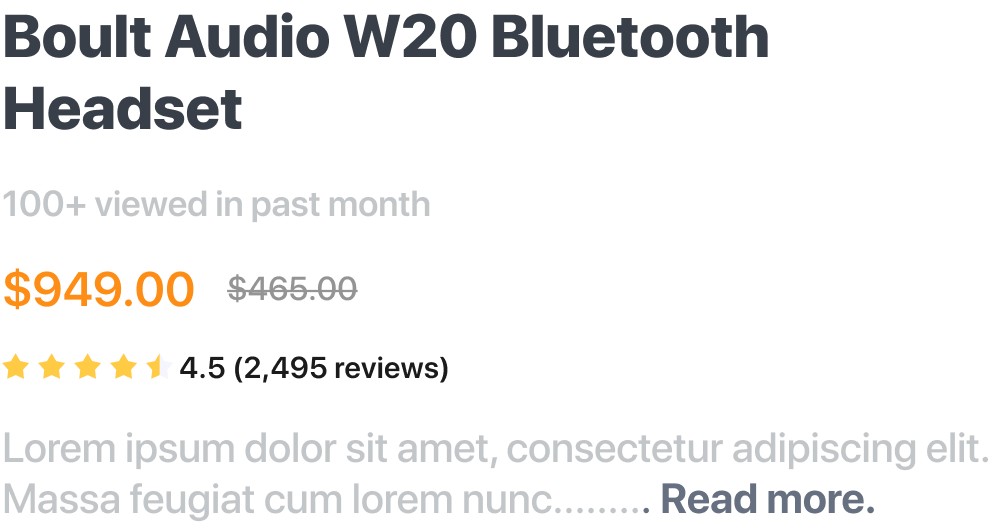 Boult Audio W20 Bluetooth
Headset
100+ viewed in past month
$949.00 $465.00
4.5 (2,495 reviews)
Lorem ipsum dolor sit amet, consectetur adipiscing elit.
Massa feugiat cum lorem nunc......... Read more.